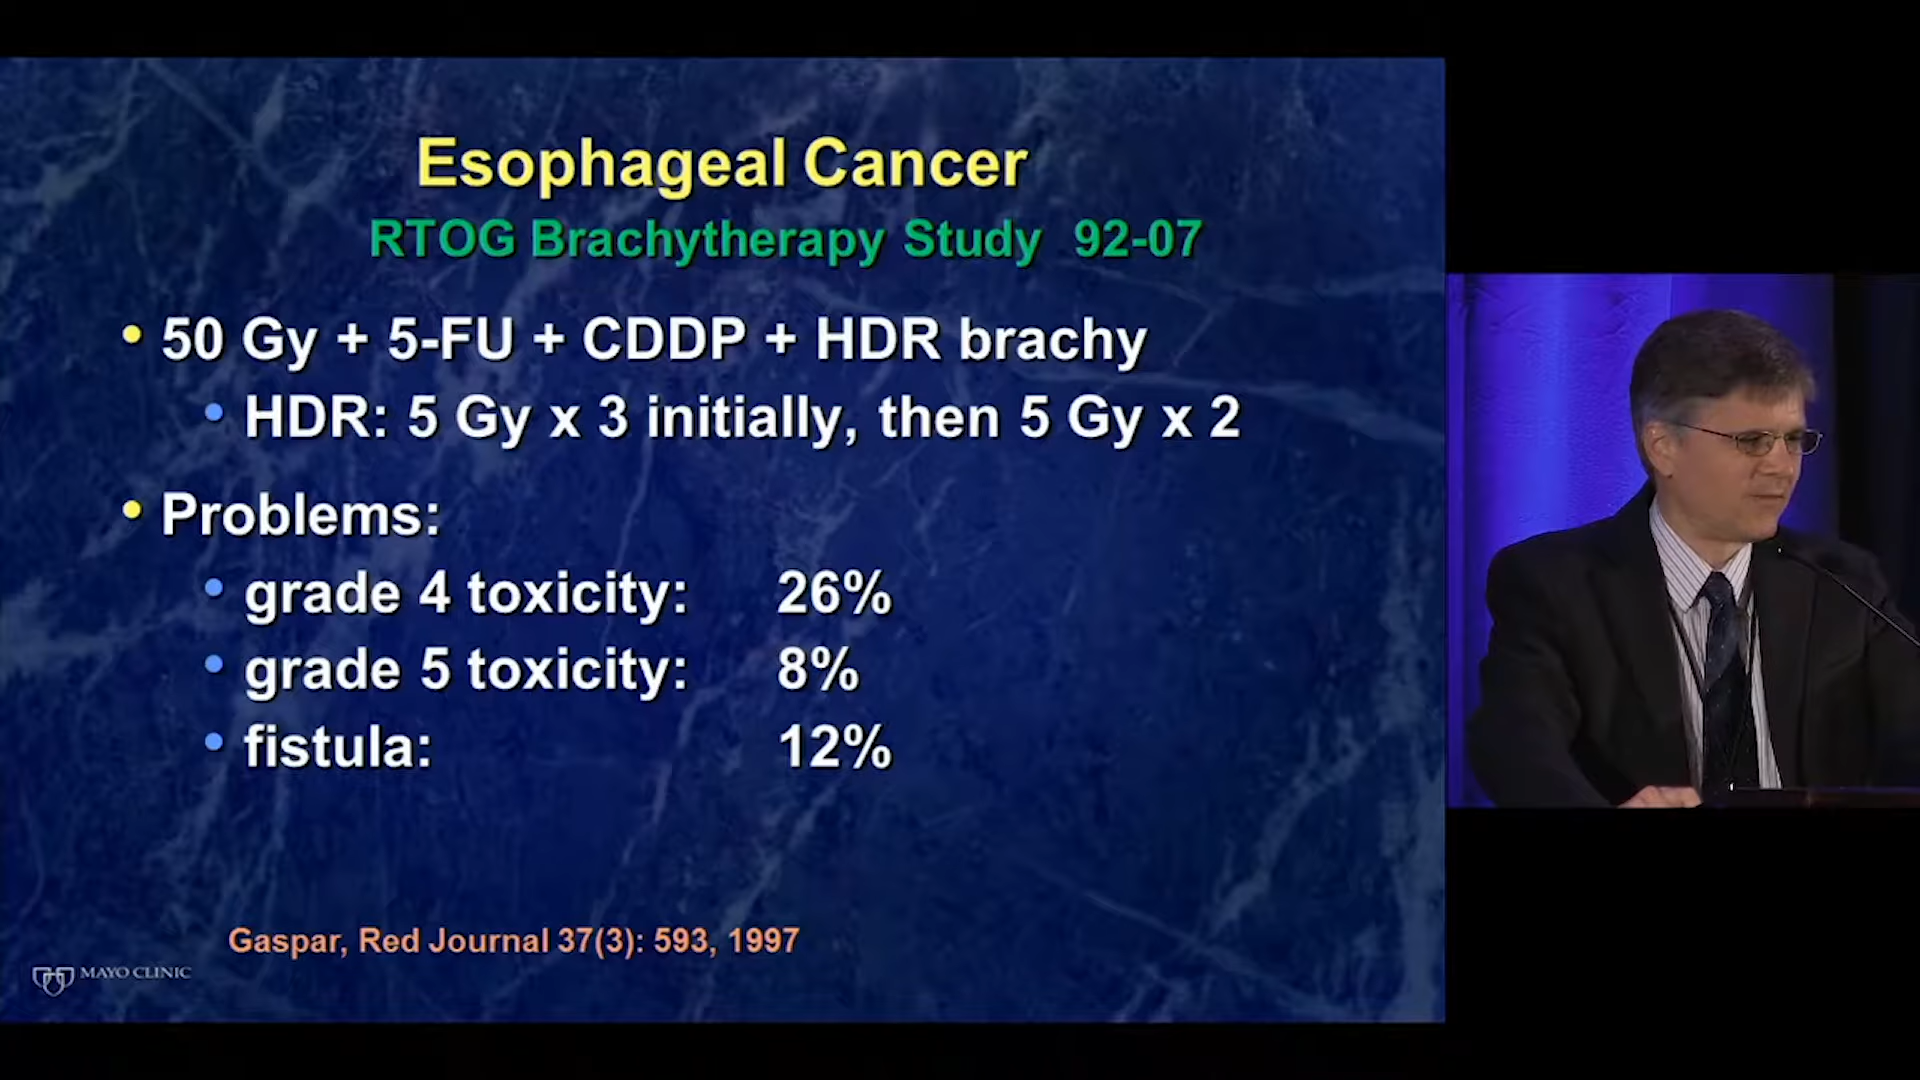 Esophageal Cancer
RTOG Brachytherapy Study 92-07
• 50 Gy + 5-FU + CDDP + HDR brachy
• HDR: 5 Gy x 3 initially, then 5 Gy x 2
• Problems:
• grade 4 toxicity: 26%
• grade 5 toxicity: 8%
• fistula: 12%
Gaspar, Red Journal 37(3): 593, 1997
MAYO CLINIC